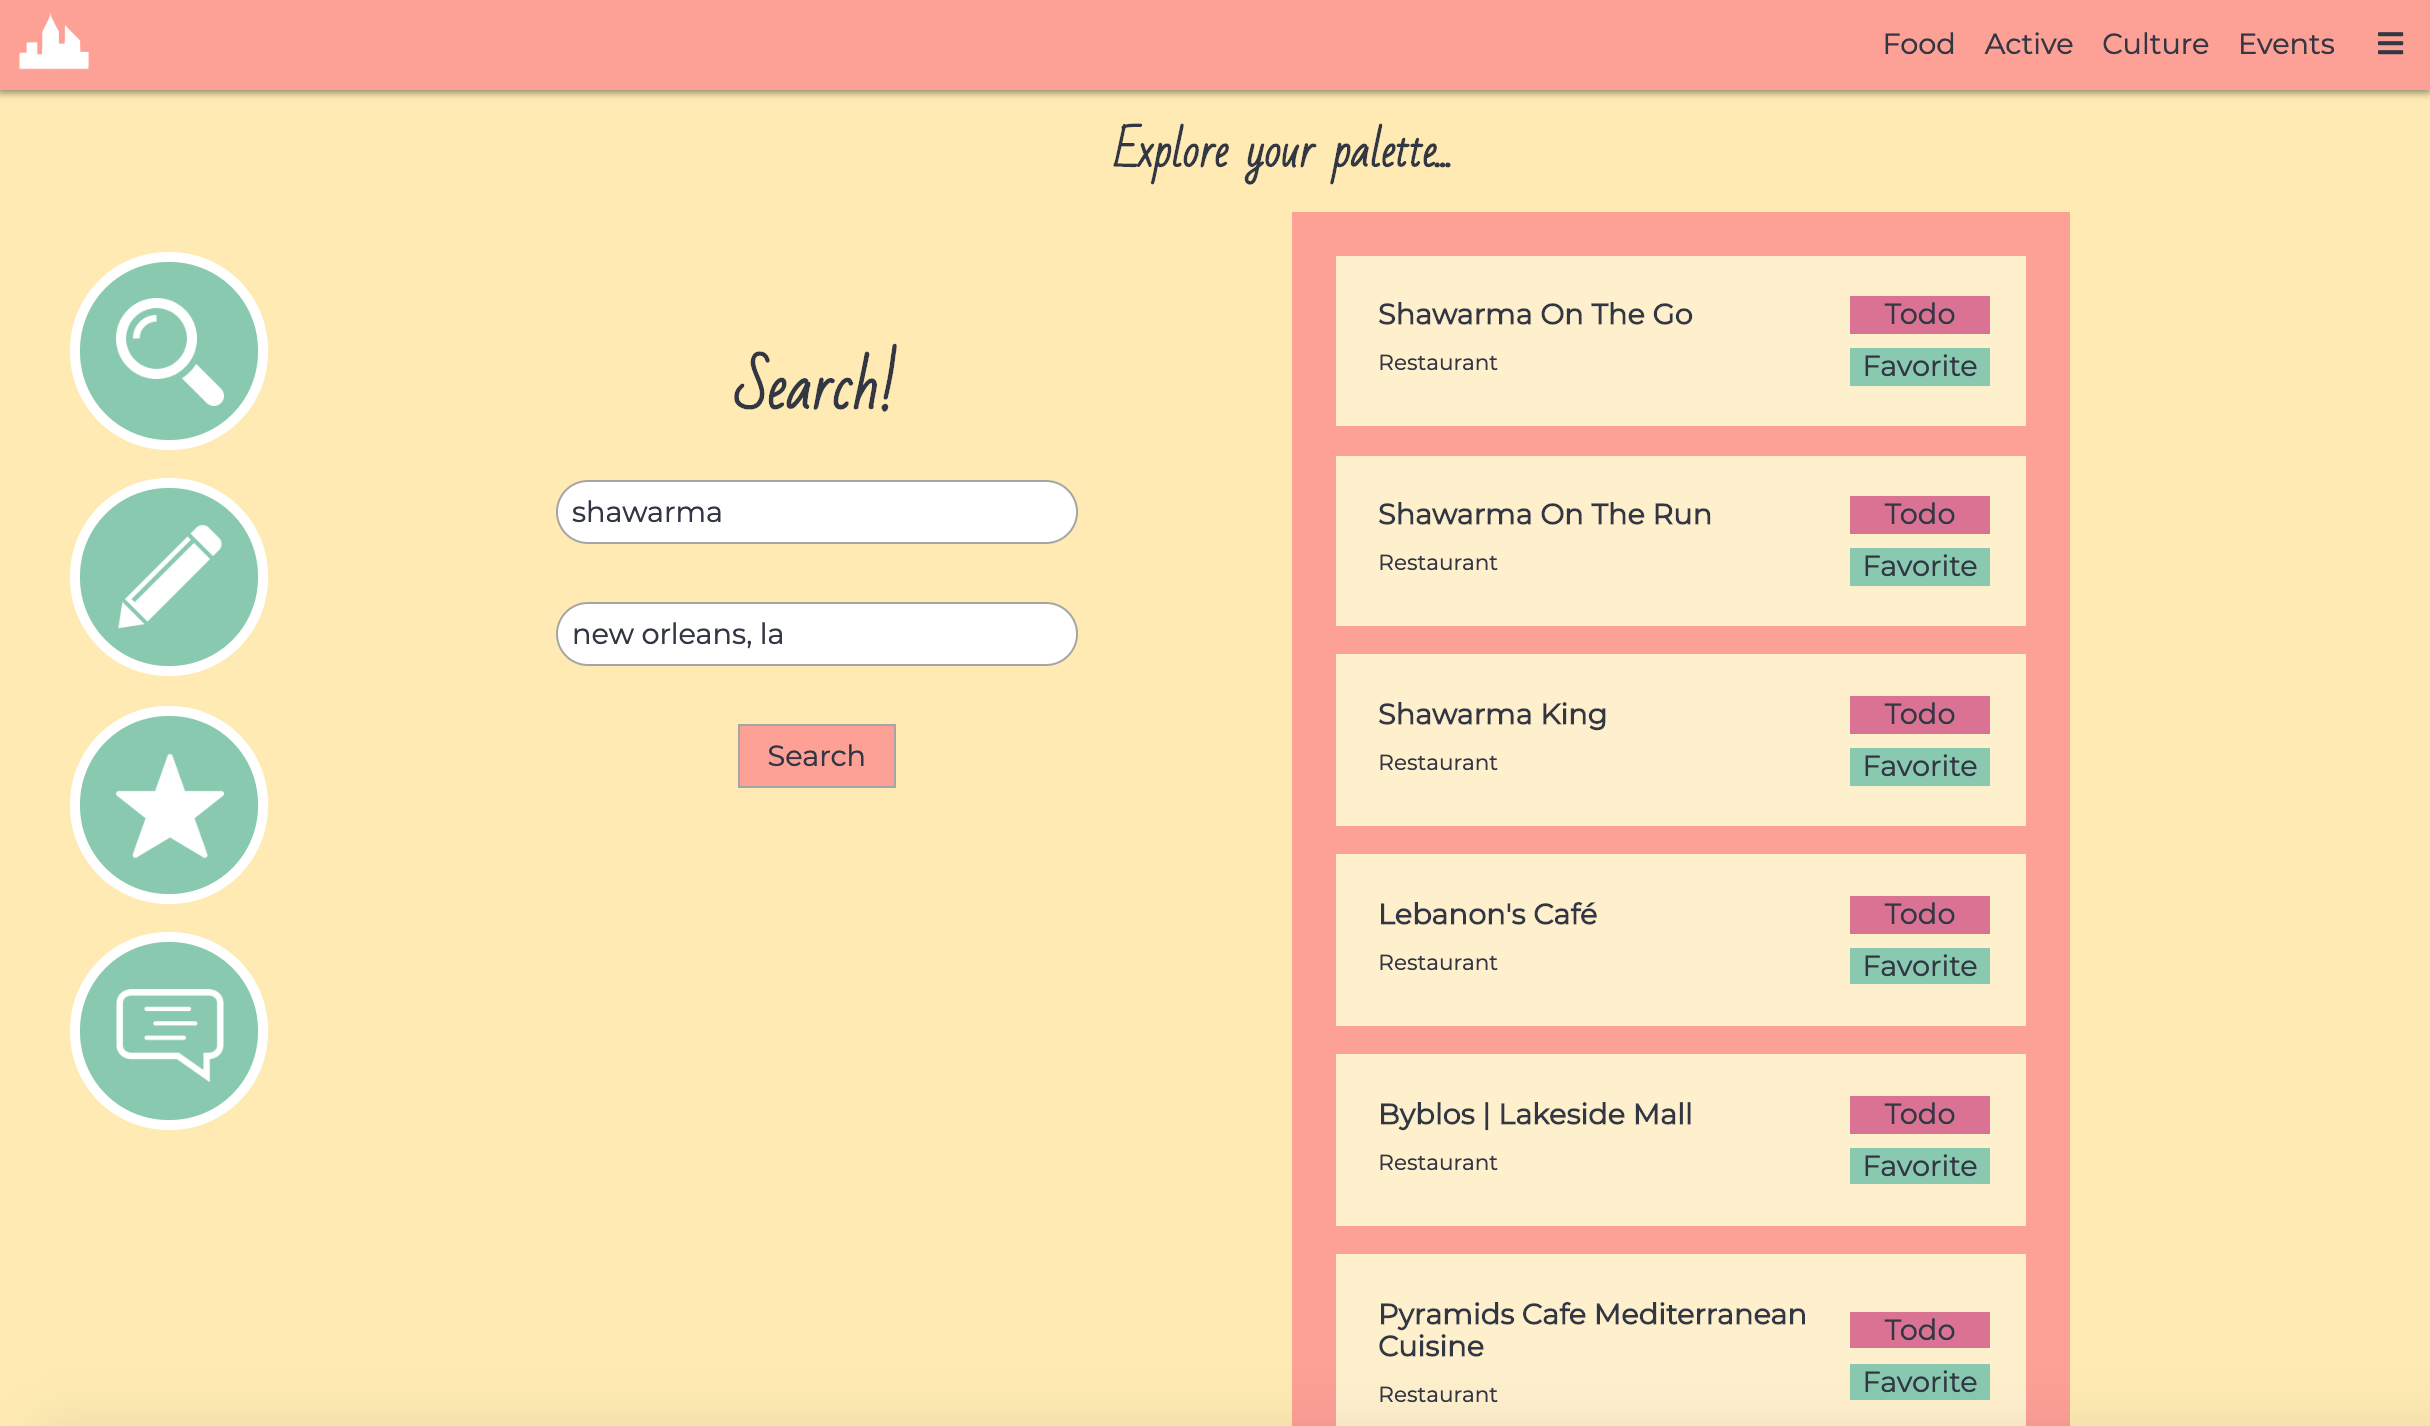 Food Active Culture Events
Explore your palette...
Search!
shawarma
new orleans, la
Search
Shawarma On The Go
Restaurant
Todo
Favorite
Shawarma On The Run
Restaurant
Todo
Favorite
Shawarma King
Restaurant
Todo
Favorite
Lebanon's Café
Restaurant
Todo
Favorite
Byblos | Lakeside Mall
Restaurant
Todo
Favorite
Pyramids Cafe Mediterranean
Cuisine
Restaurant
Todo
Favorite